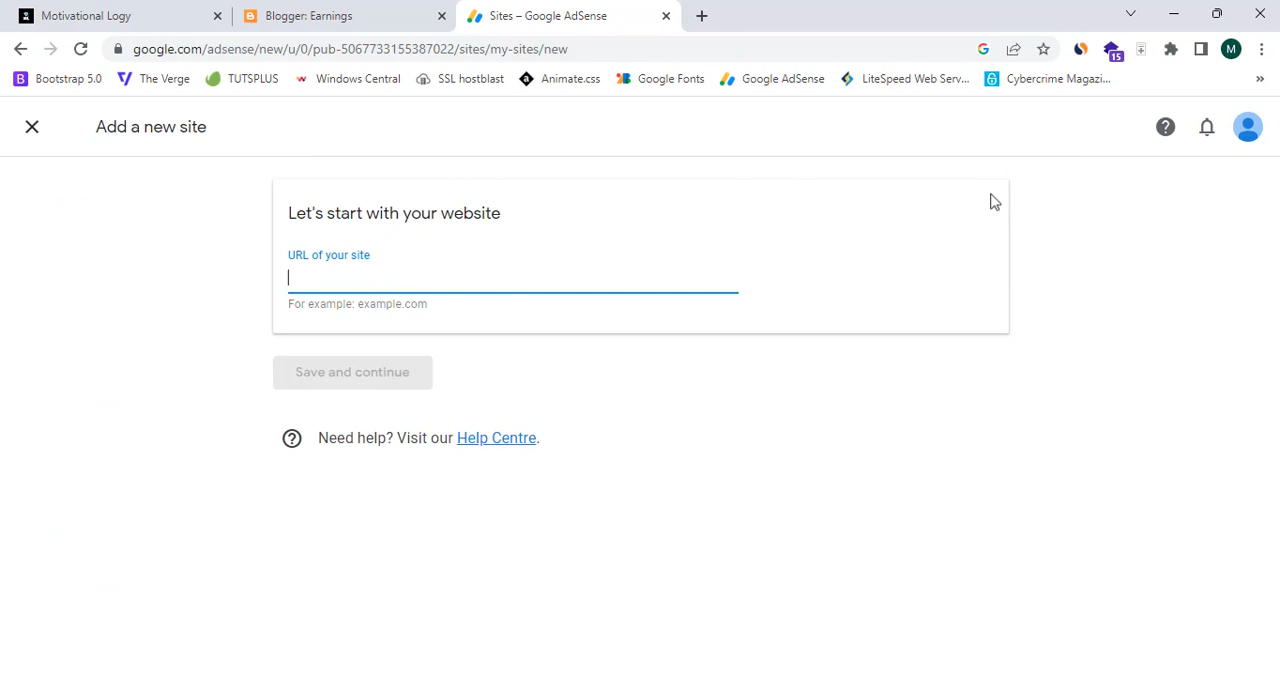 Motivational Logy
Blogger: Earnings
Sites – Google AdSense
google.com/adsense/new/u/0/pub-5067733155387022/sites/my-sites/new
15
M
Bootstrap 5.0
The Verge
TUTSPLUS
Windows Central
SSL hostblast
Animate.css
Google Fonts
Google AdSense
LiteSpeed Web Serv...
Cybercrime Magazi...
»
Add a new site
Let's start with your website
URL of your site
For example: example.com
Save and continue
Need help? Visit our Help Centre.